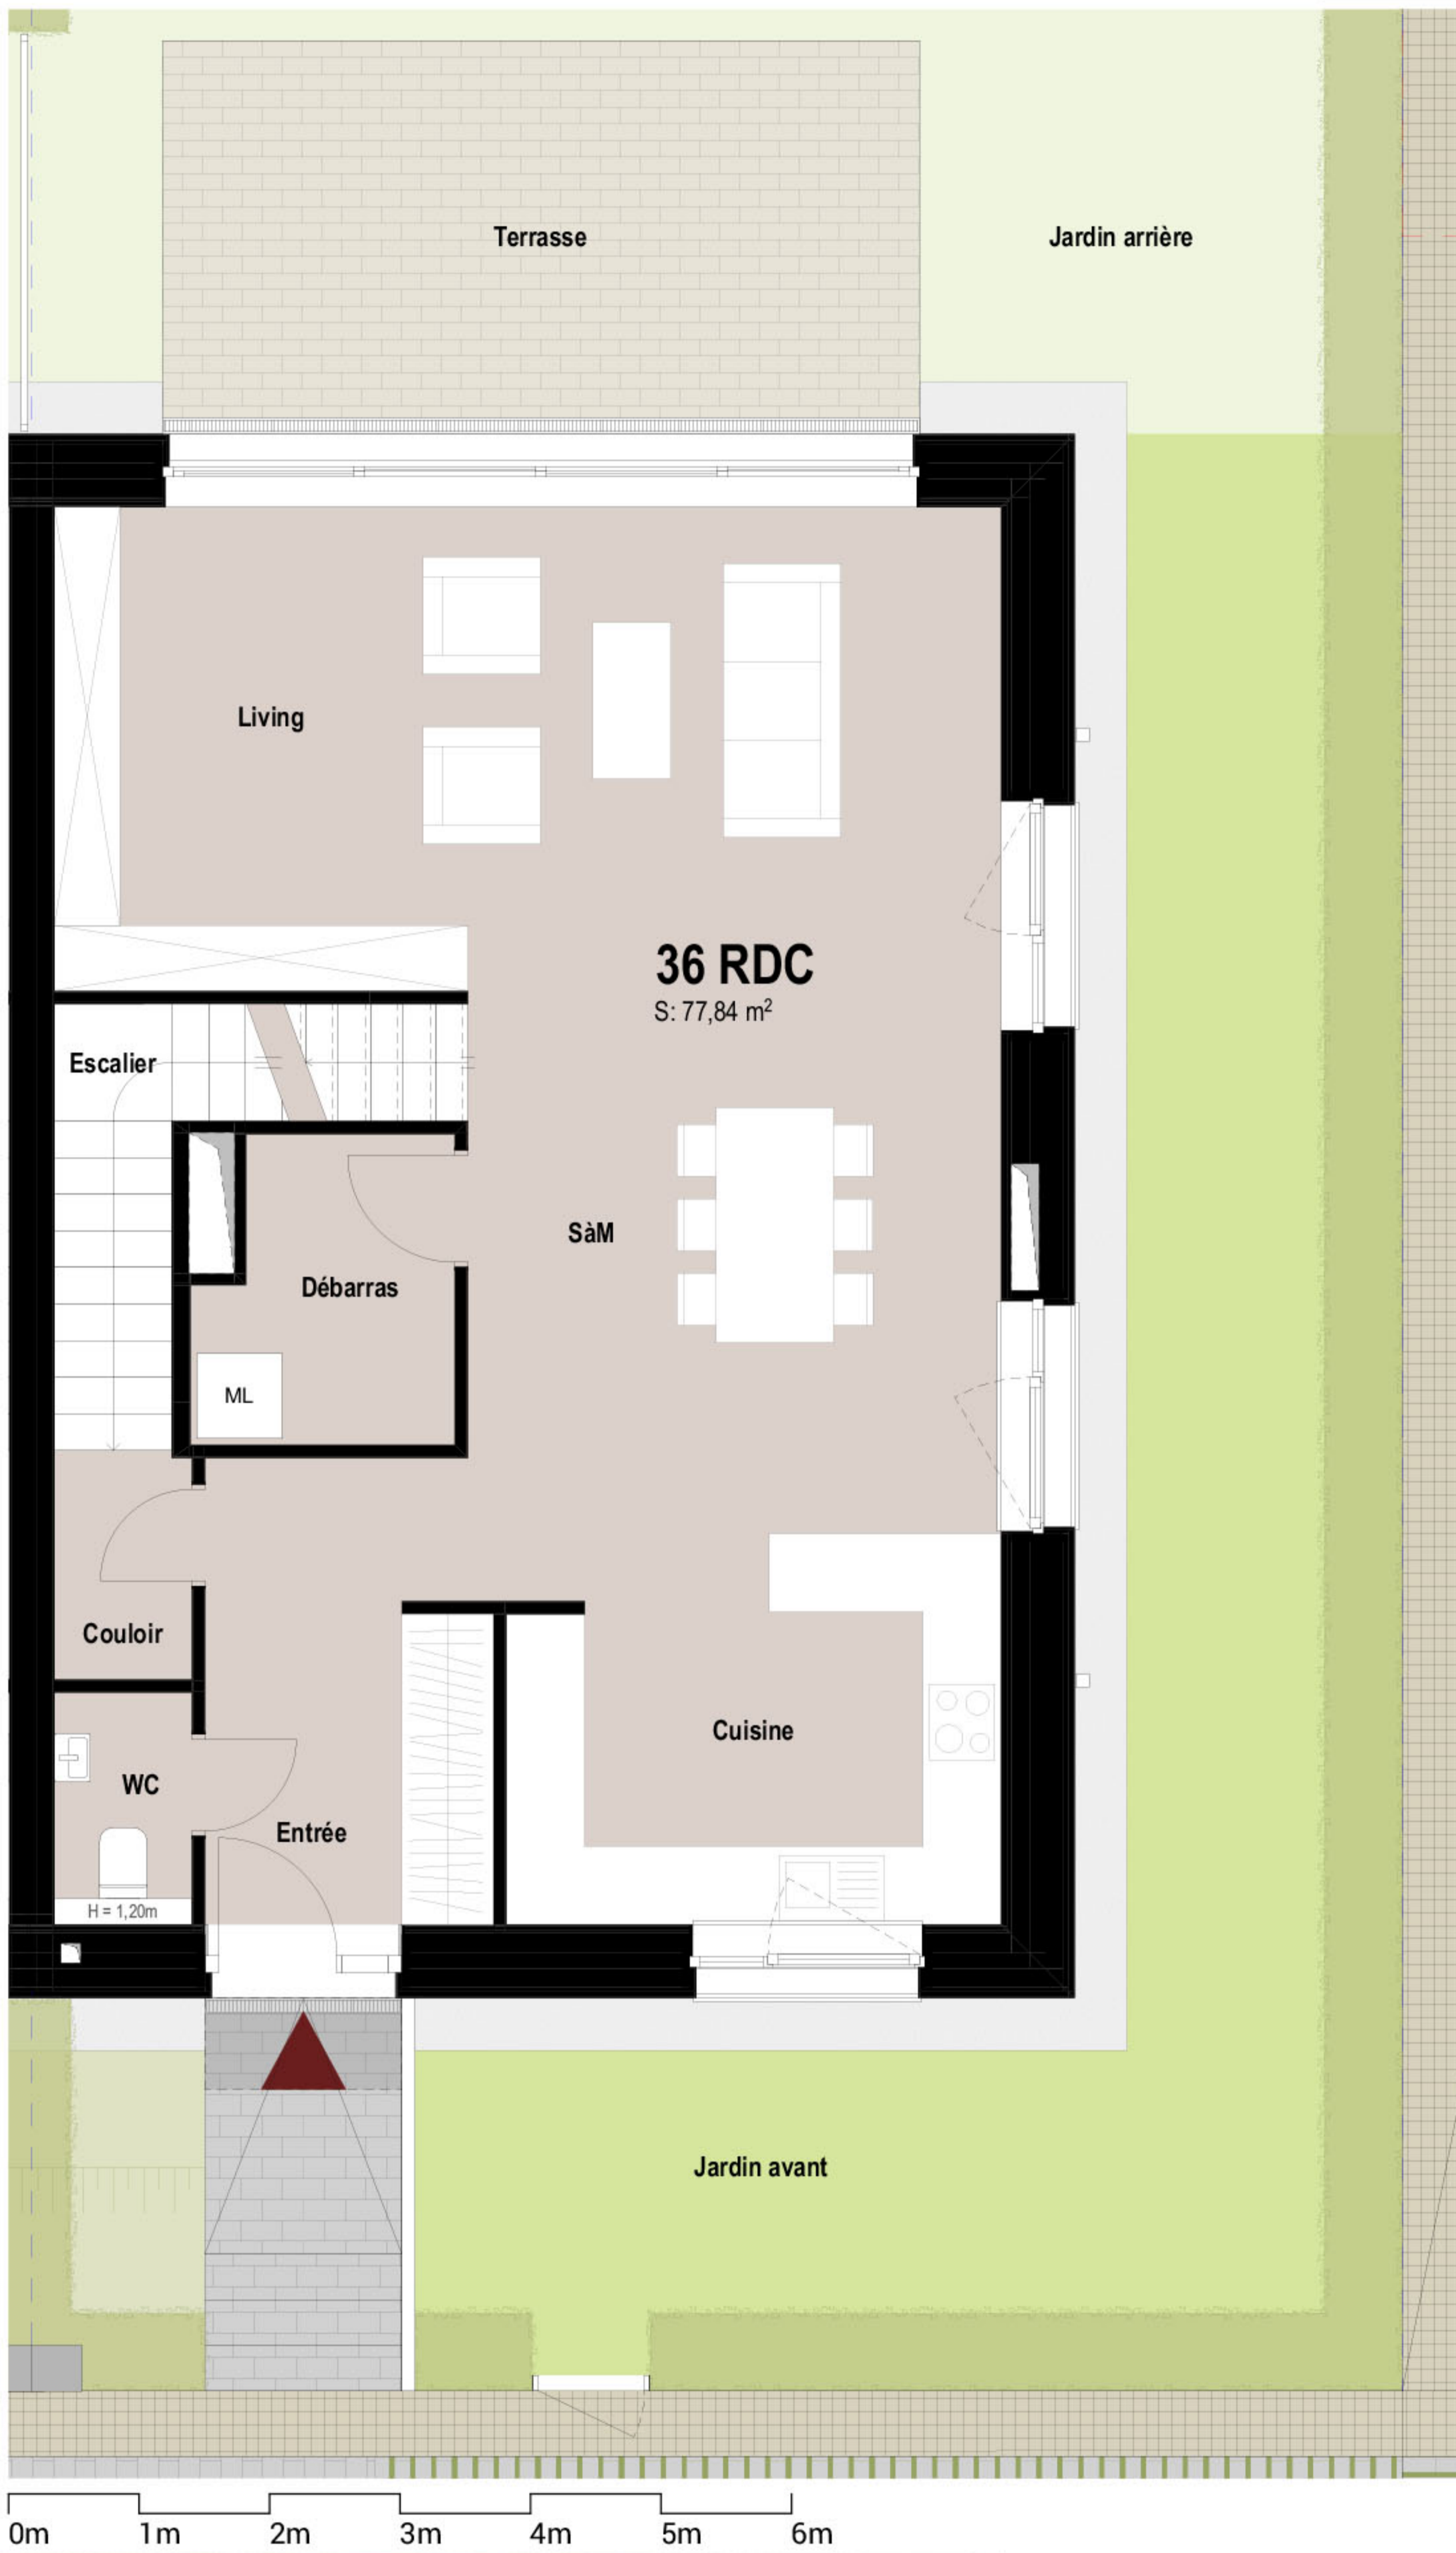 Terrasse
Jardin arrière
Living
36 RDC
S: 77,84 m²
Escalier
SàM
Débarras
ML
Couloir
Cuisine
WC
Entrée
H = 1,20m
Jardin avant
0m 1m 2m 3m 4m 5m 6m